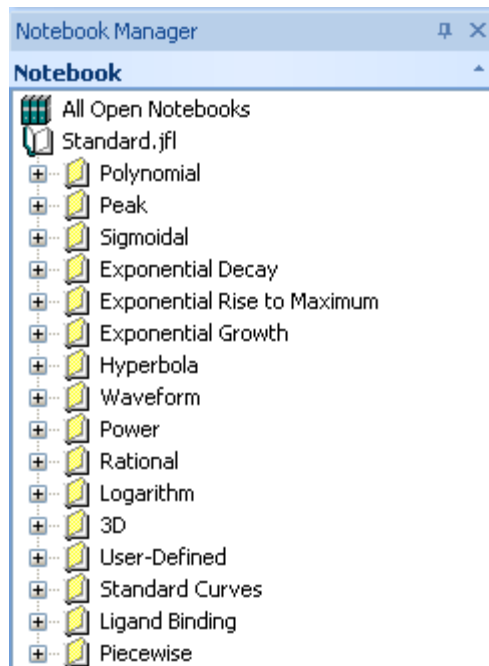 Notebook Manager
Notebook
All Open Notebooks
Standard.jfl
Polynomial
Peak
Sigmoidal
Exponential Decay
Exponential Rise to Maximum
Exponential Growth
Hyperbola
Waveform
Power
Rational
Logarithm
3D
User-Defined
Standard Curves
Ligand Binding
Piecewise